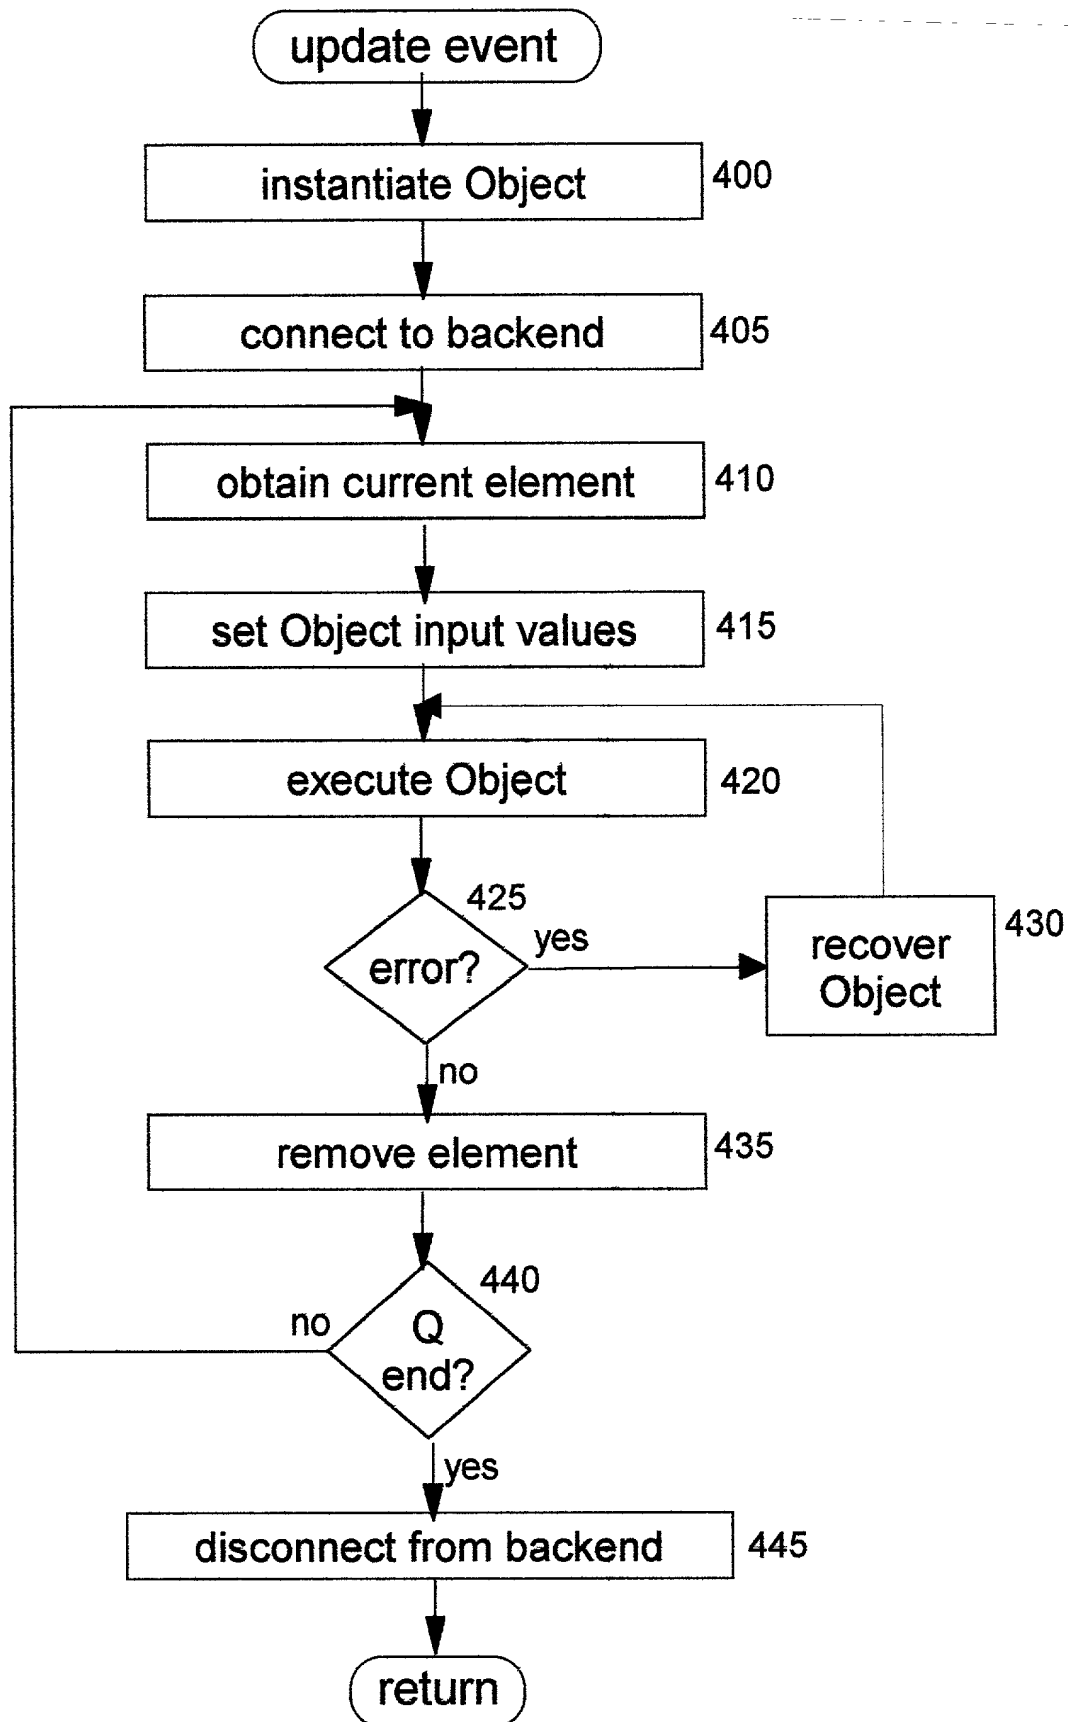 update event
instantiate Object
400
connect to backend
405
obtain current element
410
set Object input values
415
execute Object
420
425
error?
yes
recover
Object
430
no
remove element
435
440
Q
end?
no
yes
disconnect from backend
445
return